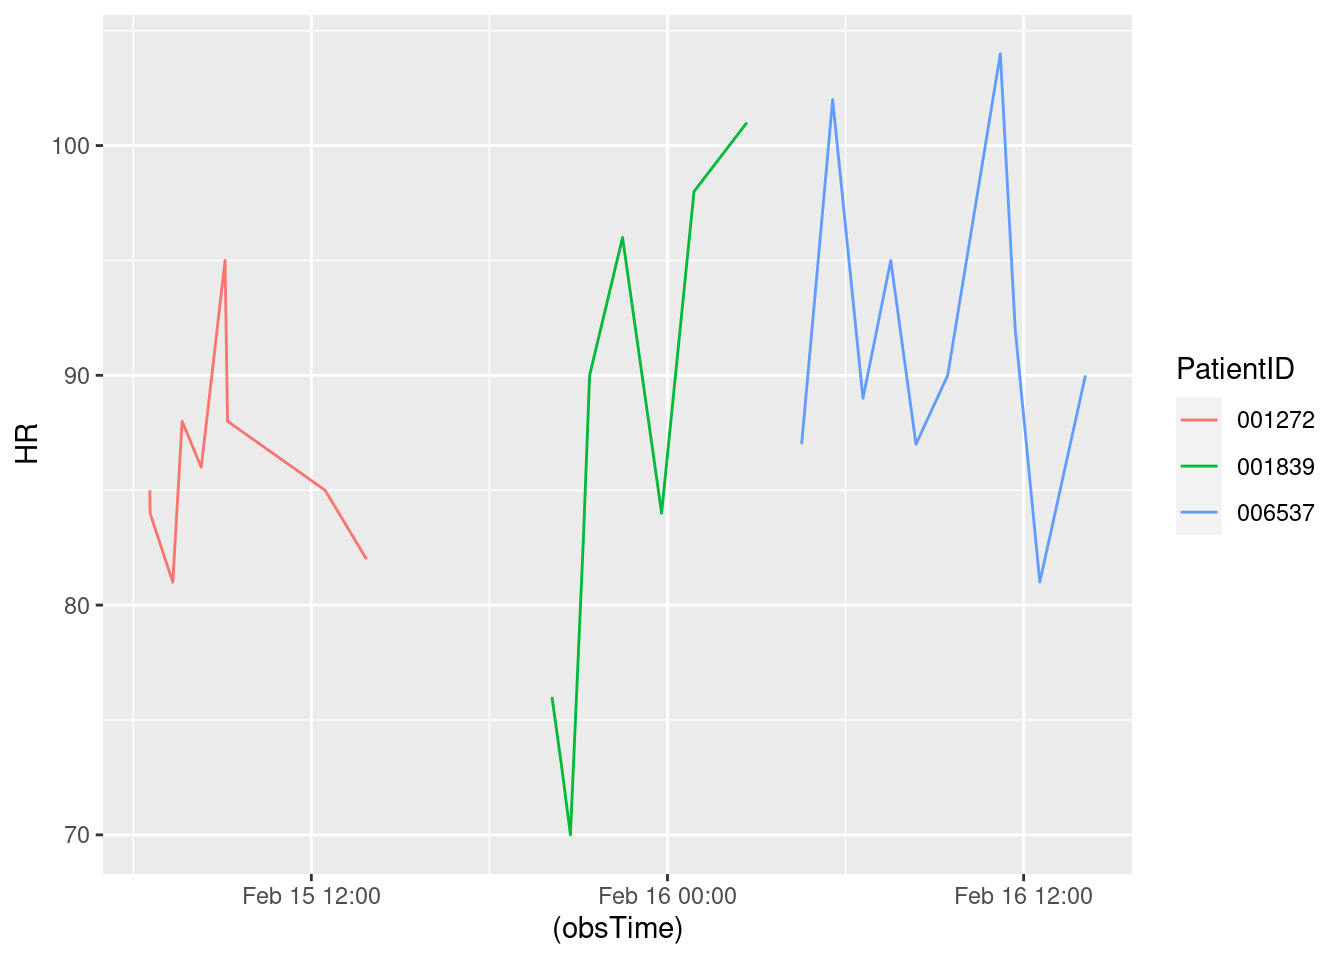 HR
100
90
80
70
Feb 15 12:00
Feb 16 00:00
Feb 16 12:00
(obsTime)
PatientID
001272
001839
006537